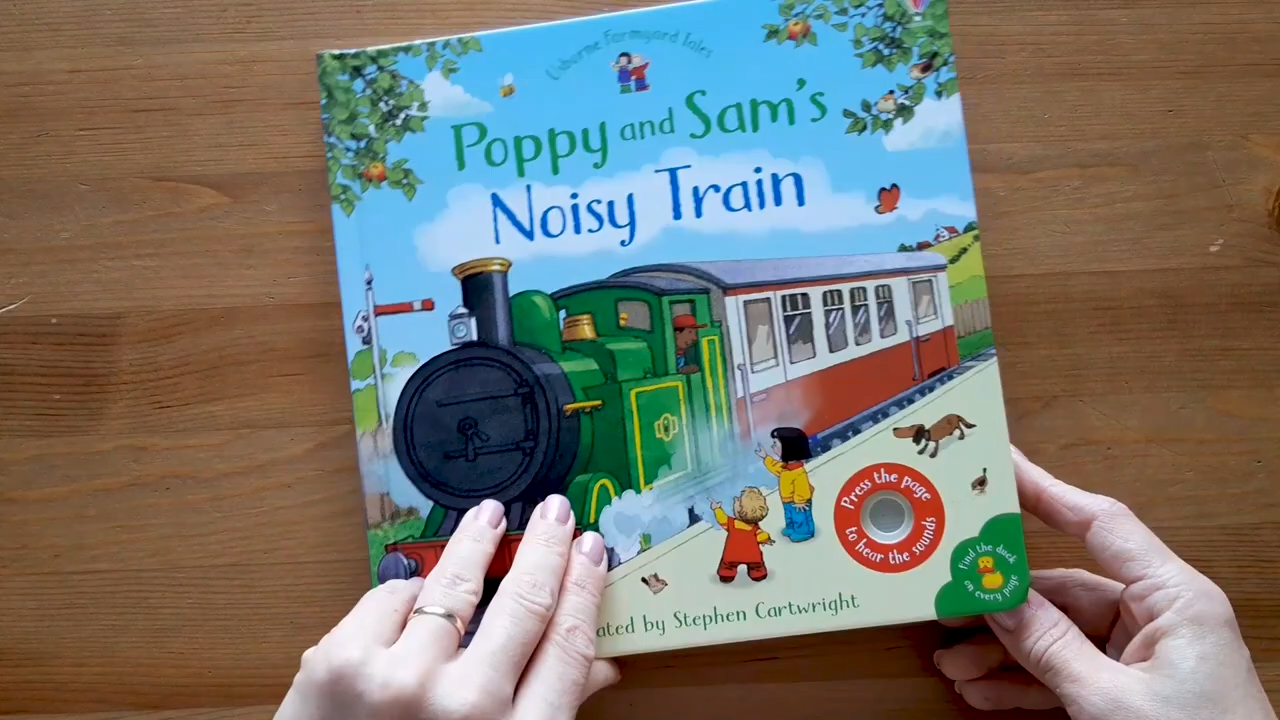 Usborne Farmyard Tales
Poppy and Sam's
Noisy Train
Press the page
to hear the sounds
Find the duck
on every page
ated by Stephen Cartwright